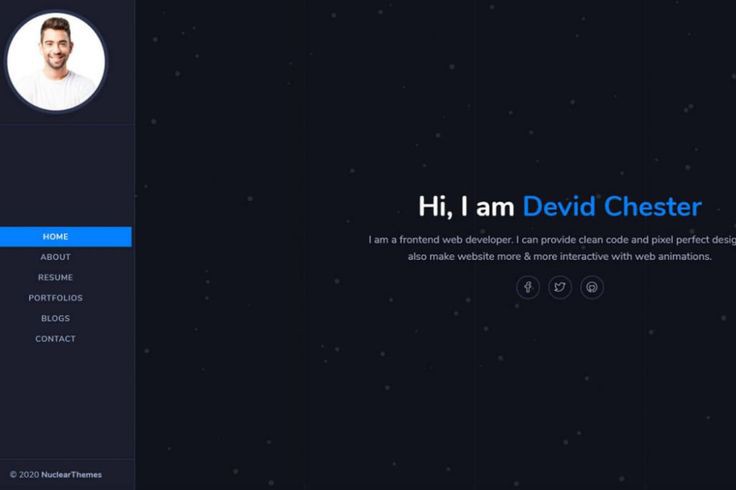 HOME
ABOUT
RESUME
PORTFOLIOS
BLOGS
CONTACT
© 2020 NuclearThemes
Hi, I am Devid Chester
I am a frontend web developer. I can provide clean code and pixel perfect desig
also make website more & more interactive with web animations.